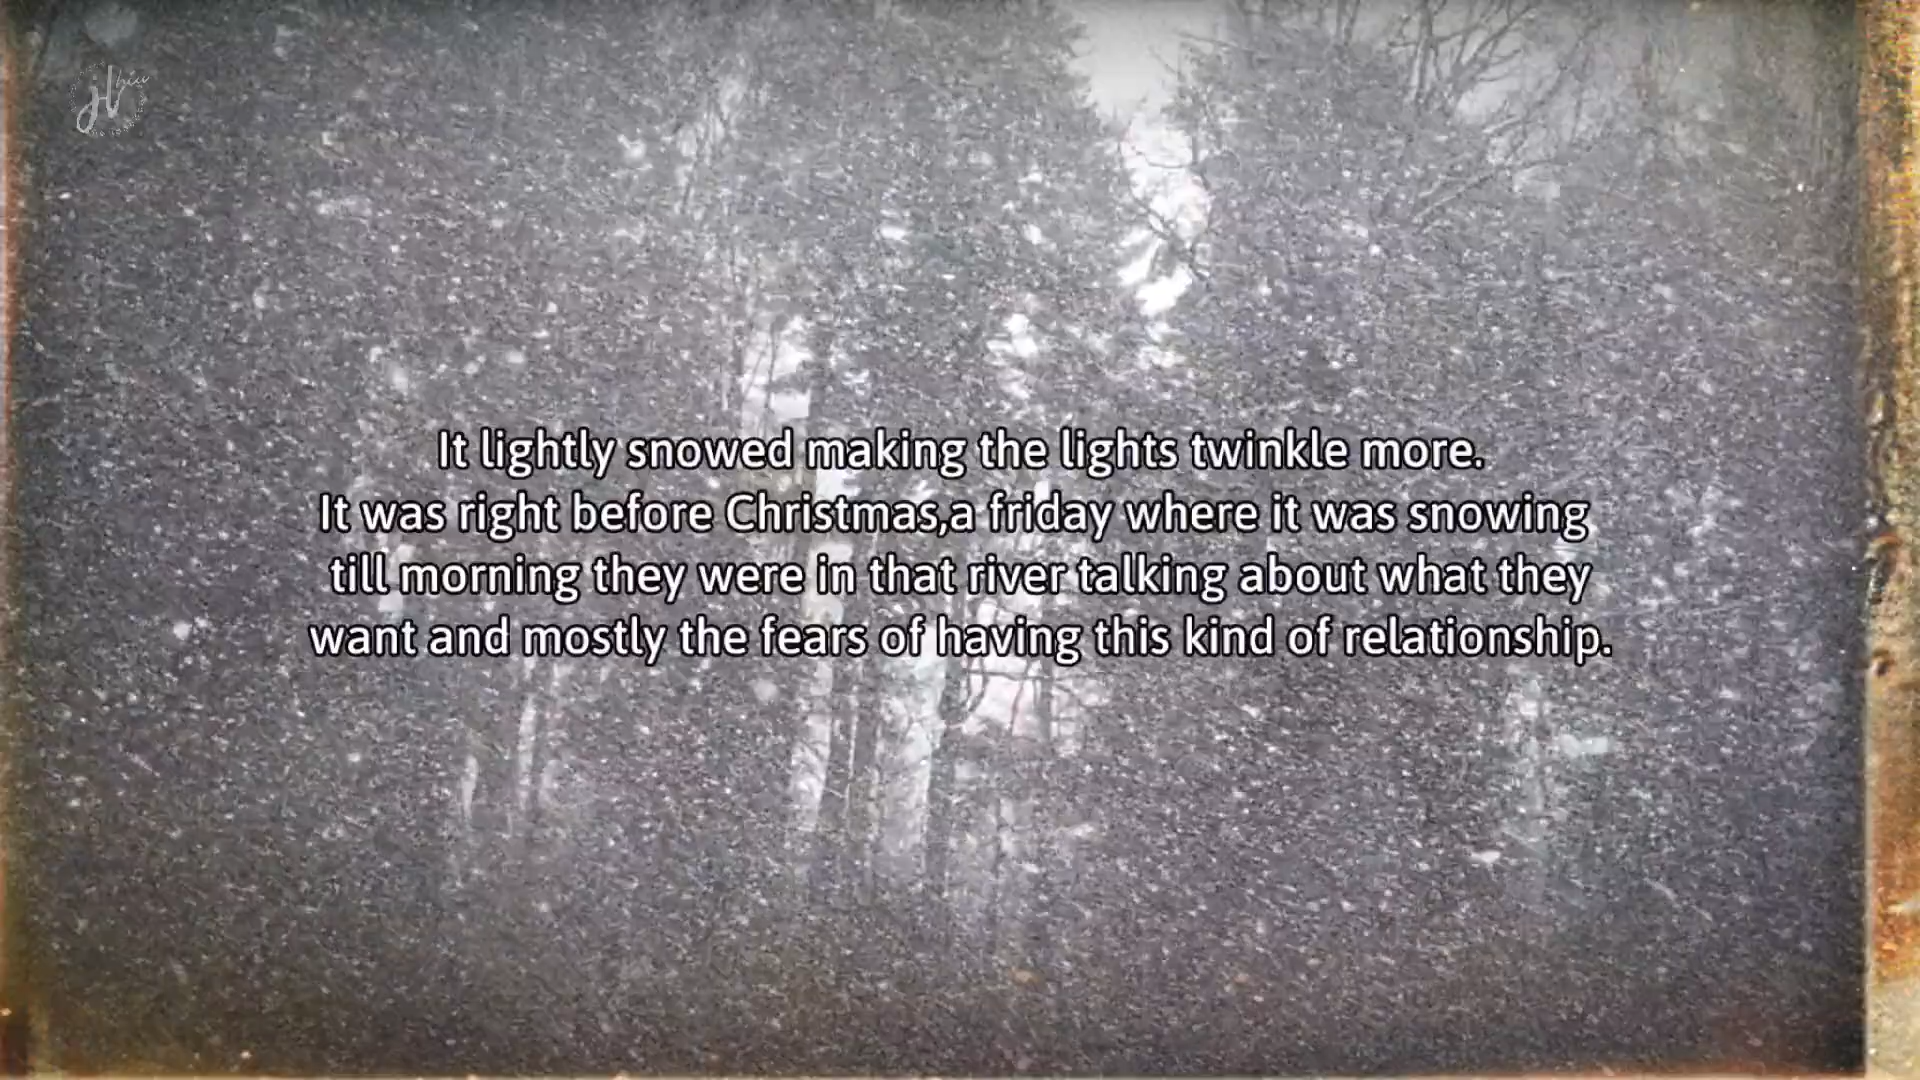 It lightly snowed making the lights twinkle more.
It was right before Christmas,a friday where it was snowing
till morning they were in that river talking about what they
want and mostly the fears of having this kind of relationship.